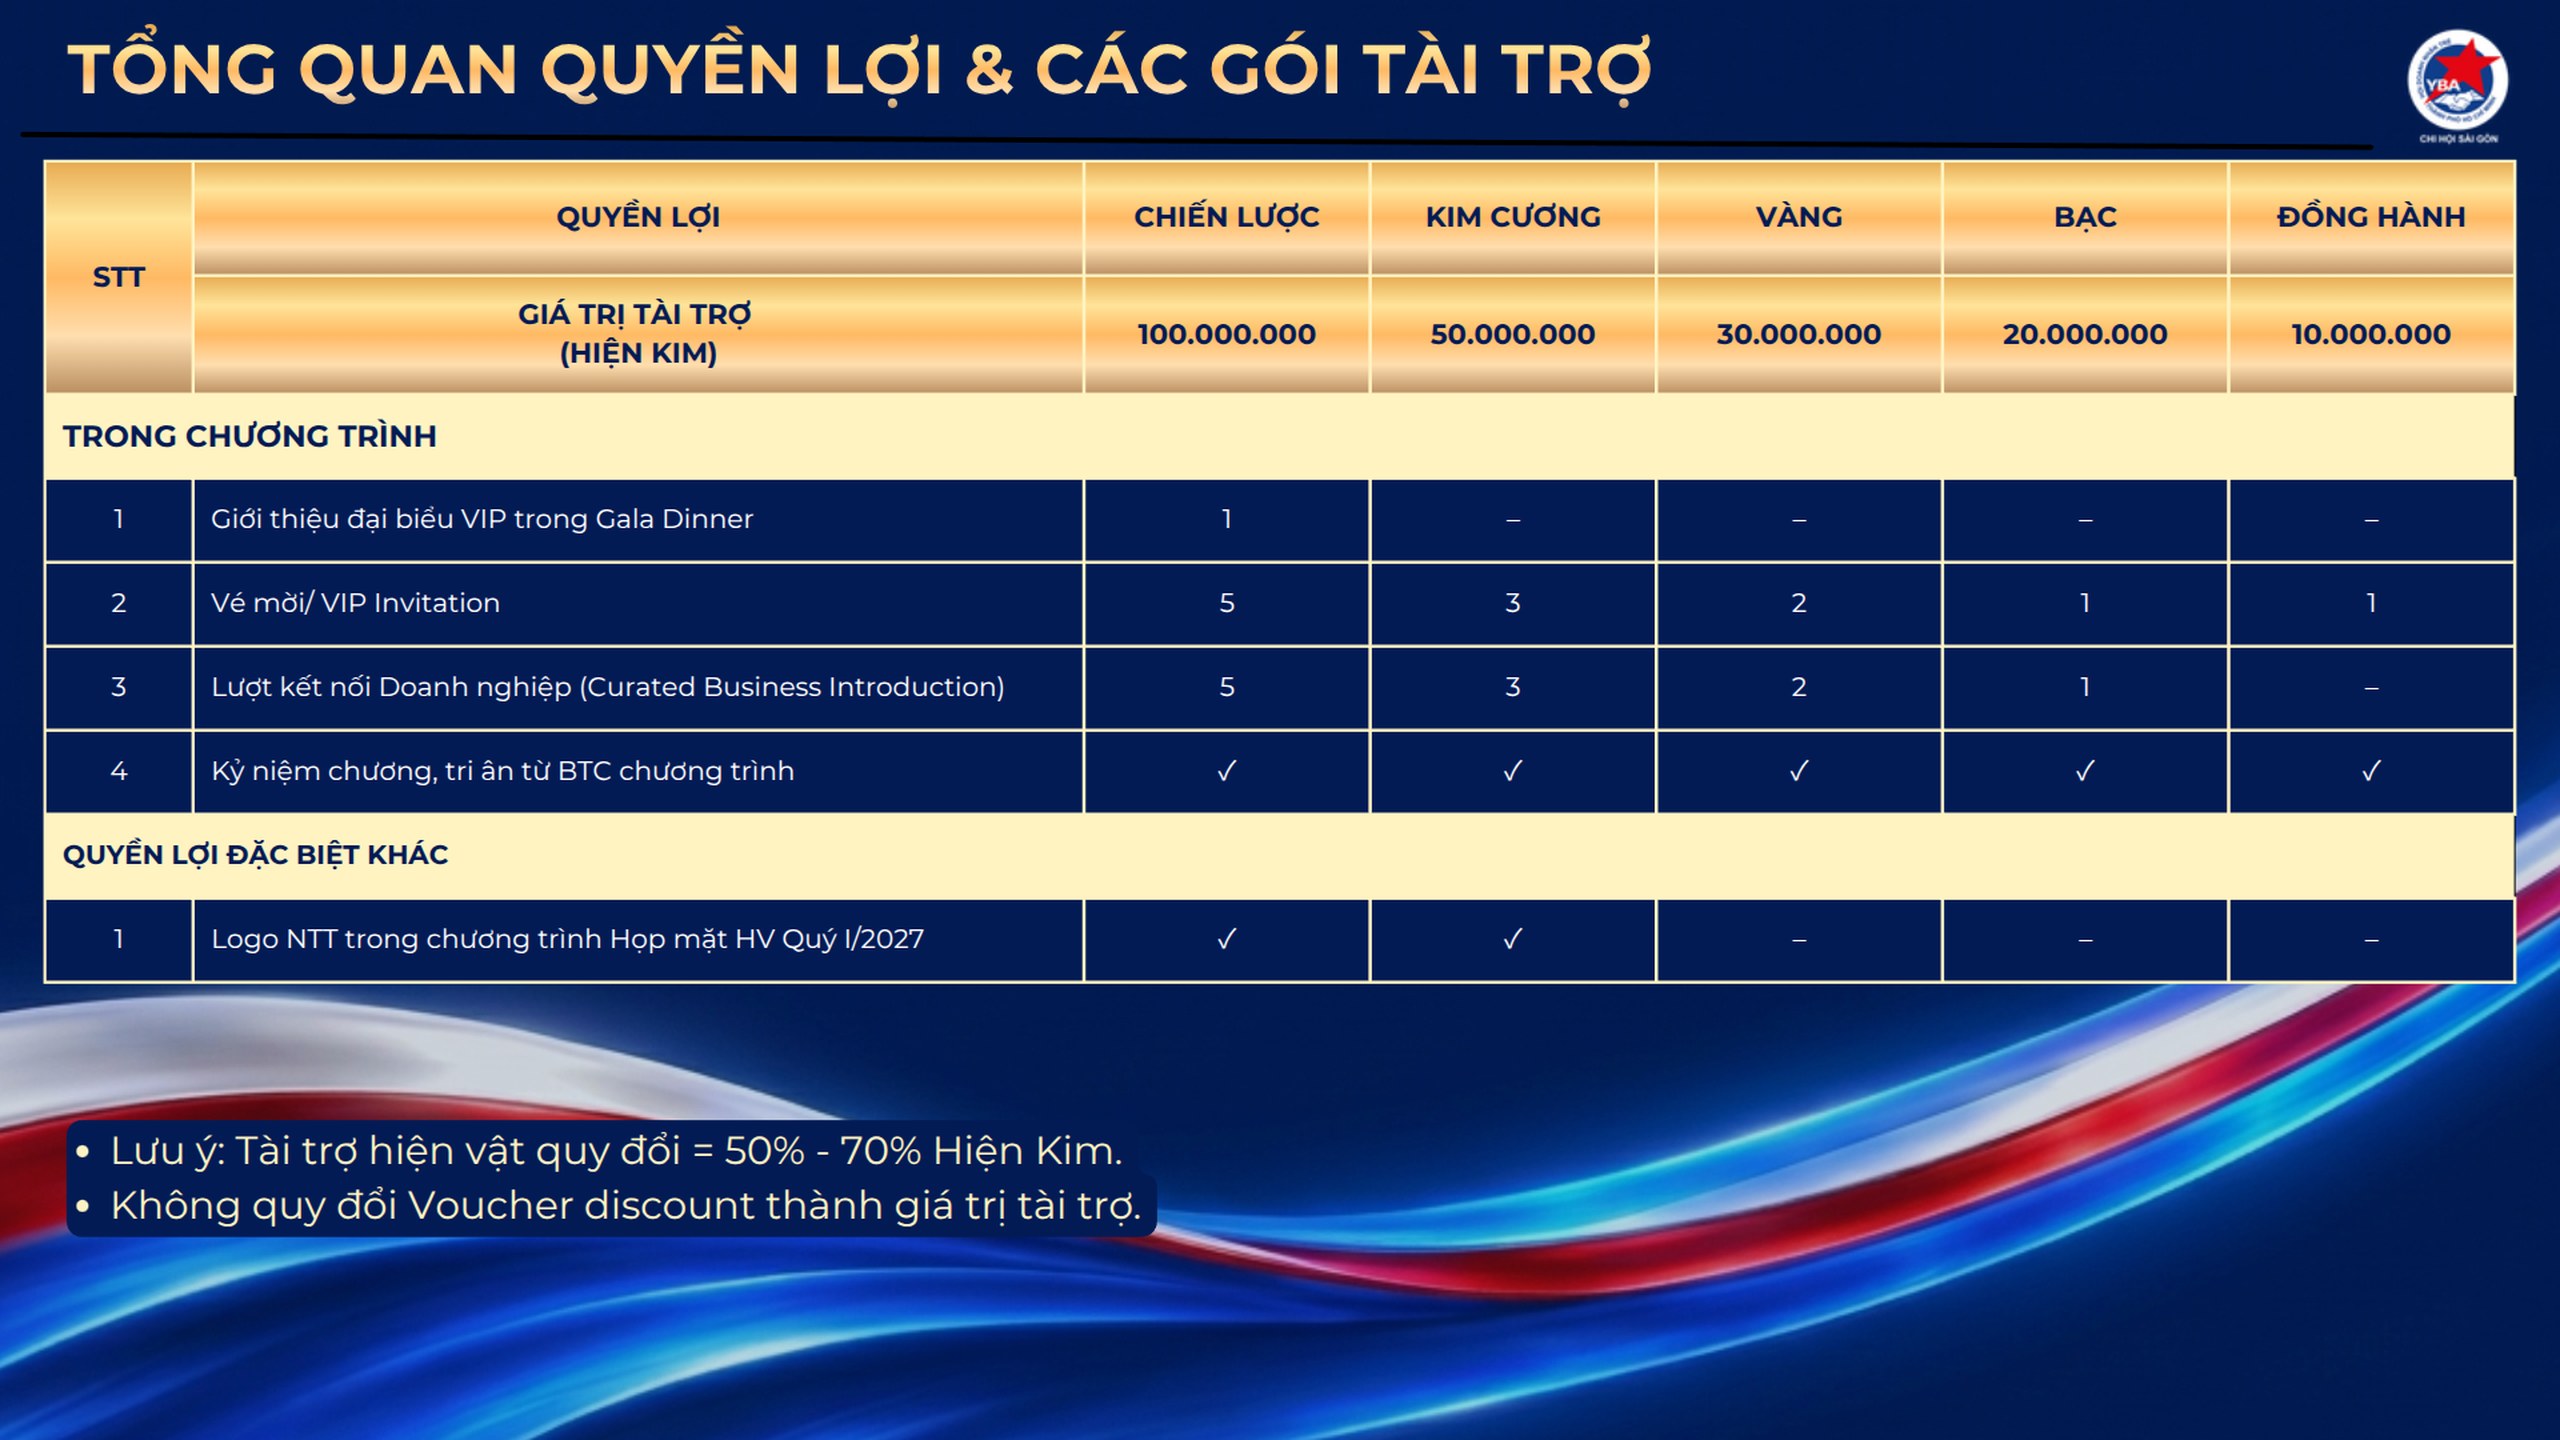 TỔNG QUAN QUYỀN LỢI & CÁC GÓI TÀI TRỢ
YBA
CHI HỘI SÀI GÒN
STT QUYỀN LỢI CHIẾN LƯỢC KIM CƯƠNG VÀNG BẠC ĐỒNG HÀNH
GIÁ TRỊ TÀI TRỢ
(HIỆN KIM) 100.000.000 50.000.000 30.000.000 20.000.000 10.000.000
TRONG CHƯƠNG TRÌNH
1 Giới thiệu đại biểu VIP trong Gala Dinner 1 – – – –
2 Vé mời/ VIP Invitation 5 3 2 1 1
3 Lượt kết nối Doanh nghiệp (Curated Business Introduction) 5 3 2 1 –
4 Kỷ niệm chương, tri ân từ BTC chương trình ✓ ✓ ✓ ✓ ✓
QUYỀN LỢI ĐẶC BIỆT KHÁC
1 Logo NTT trong chương trình Họp mặt HV Quý I/2027 ✓ ✓ – – –
• Lưu ý: Tài trợ hiện vật quy đổi = 50% - 70% Hiện Kim.
• Không quy đổi Voucher discount thành giá trị tài trợ.